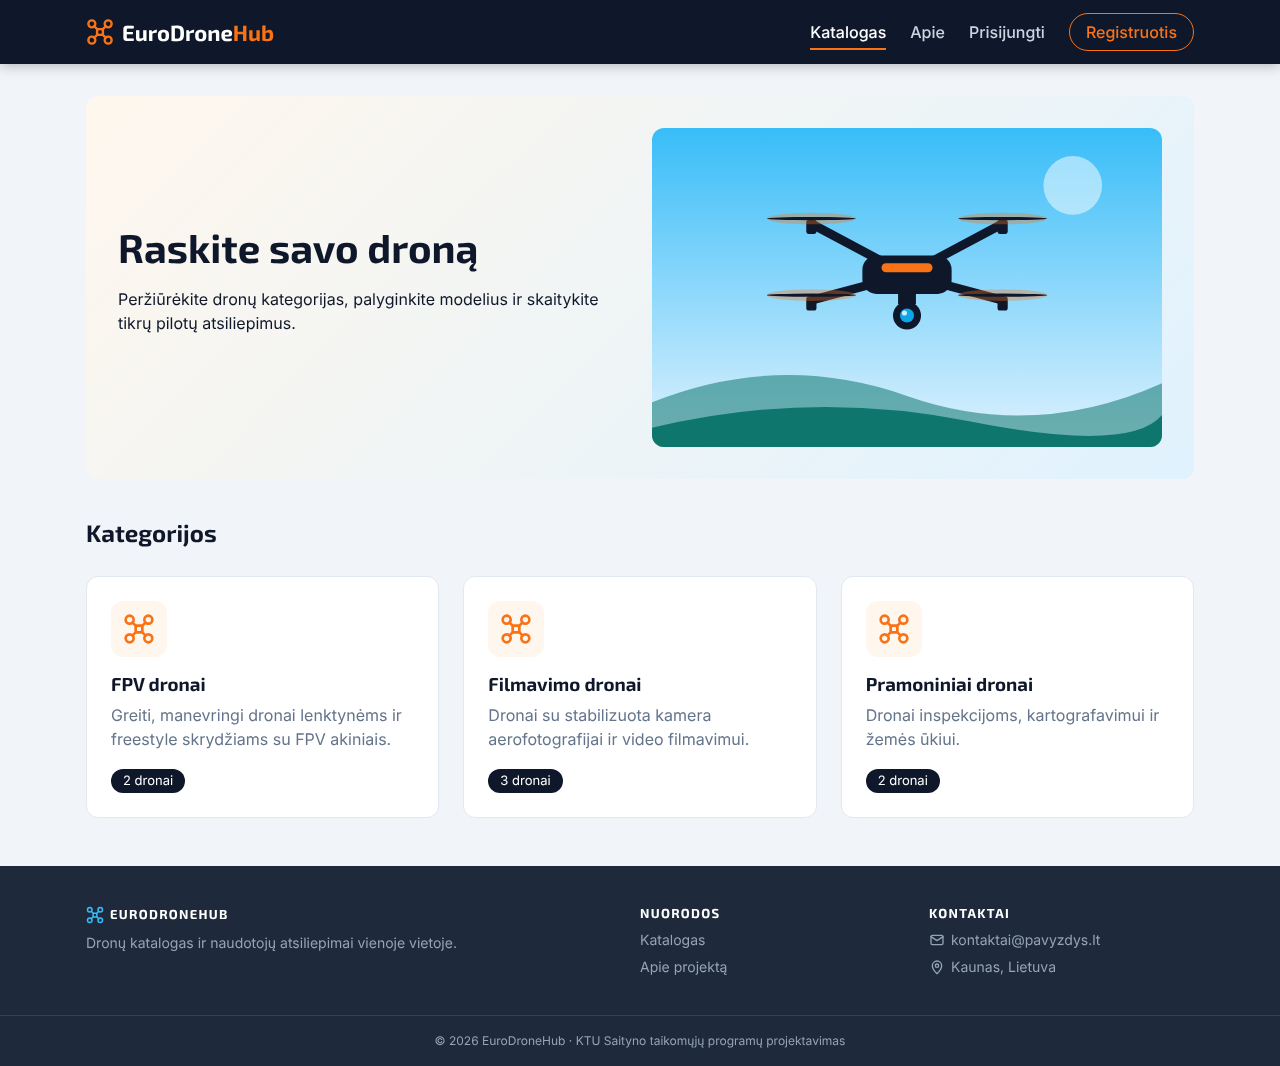 EuroDroneHub
Katalogas
Apie
Prisijungti
Registruotis
Raskite savo droną
Peržiūrėkite dronų kategorijas, palyginkite modelius ir skaitykite
tikrų pilotų atsiliepimus.
Kategorijos
FPV dronai
Greiti, manevringi dronai lenktynėms ir
freestyle skrydžiams su FPV akiniais.
2 dronai
Filmavimo dronai
Dronai su stabilizuota kamera
aerofotografijai ir video filmavimui.
3 dronai
Pramoniniai dronai
Dronai inspekcijoms, kartografavimui ir
žemės ūkiui.
2 dronai
EURODRONEHUB
Dronų katalogas ir naudotojų atsiliepimai vienoje vietoje.
NUORODOS
Katalogas
Apie projektą
KONTAKTAI
kontaktai@pavyzdys.lt
Kaunas, Lietuva
© 2026 EuroDroneHub · KTU Saityno taikomųjų programų projektavimas